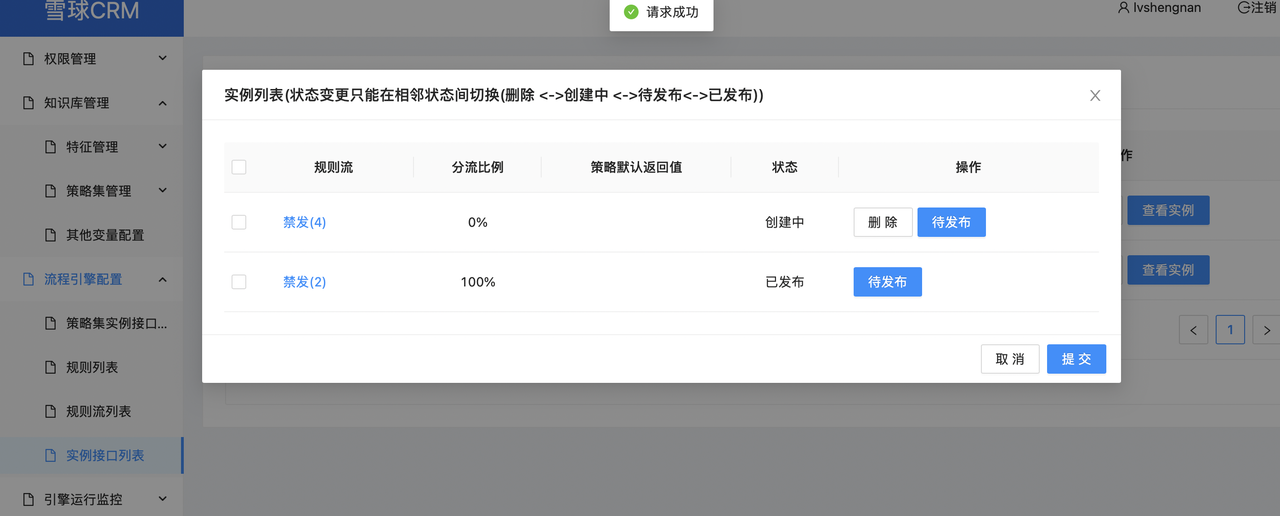 雪球CRM
请求成功
lvshengnan
注销
权限管理
知识库管理
特征管理
策略集管理
其他变量配置
流程引擎配置
策略集实例接口...
规则列表
规则流列表
实例接口列表
引擎运行监控
实例列表(状态变更只能在相邻状态间切换(删除 <->创建中 <->待发布<->已发布))
规则流 分流比例 策略默认返回值 状态 操作
禁发(4) 0% 创建中 删 除 待发布
禁发(2) 100% 已发布 待发布
取 消 提 交
作
查看实例
查看实例
< 1 >